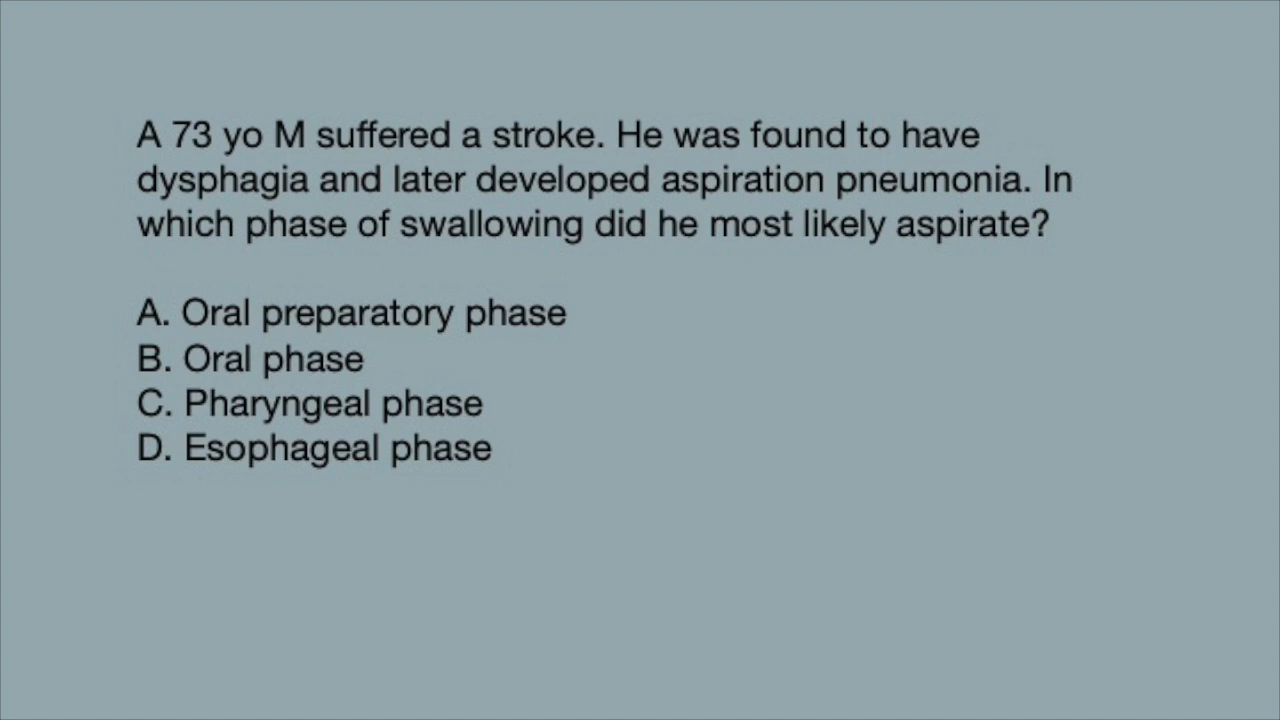 A 73 yo M suffered a stroke. He was found to have
dysphagia and later developed aspiration pneumonia. In
which phase of swallowing did he most likely aspirate?
A. Oral preparatory phase
B. Oral phase
C. Pharyngeal phase
D. Esophageal phase